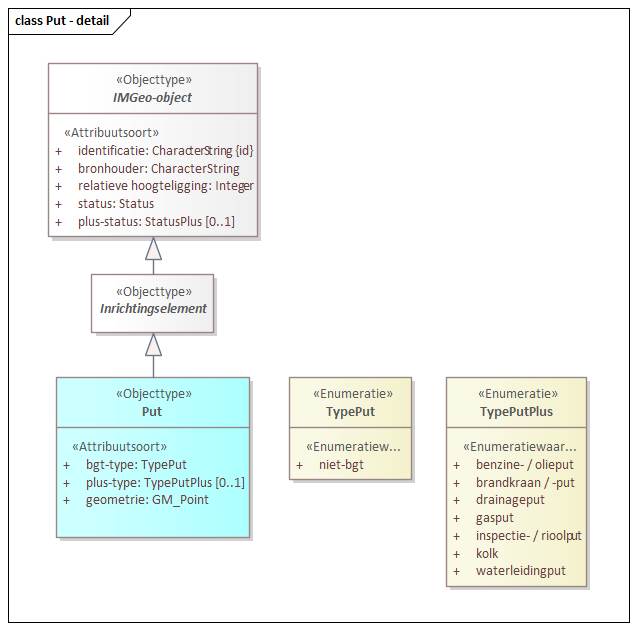 class Put - detail
«Objecttype»
IMGeo-object
«Attribuutsoort»
+ identificatie: CharacterString {id}
+ bronhouder: CharacterString
+ relatieve hoogteligging: Integer
+ status: Status
+ plus-status: StatusPlus [0..1]
«Objecttype»
Inrichtingselement
«Objecttype»
Put
«Attribuutsoort»
+ bgt-type: TypePut
+ plus-type: TypePutPlus [0..1]
+ geometrie: GM_Point
«Enumeratie»
TypePut
«Enumeratiew...
+ niet-bgt
«Enumeratie»
TypePutPlus
«Enumeratiewaar...
+ benzine- / olieput
+ brandkraan / -put
+ drainageput
+ gasput
+ inspectie- / rioolput
+ kolk
+ waterleidingput